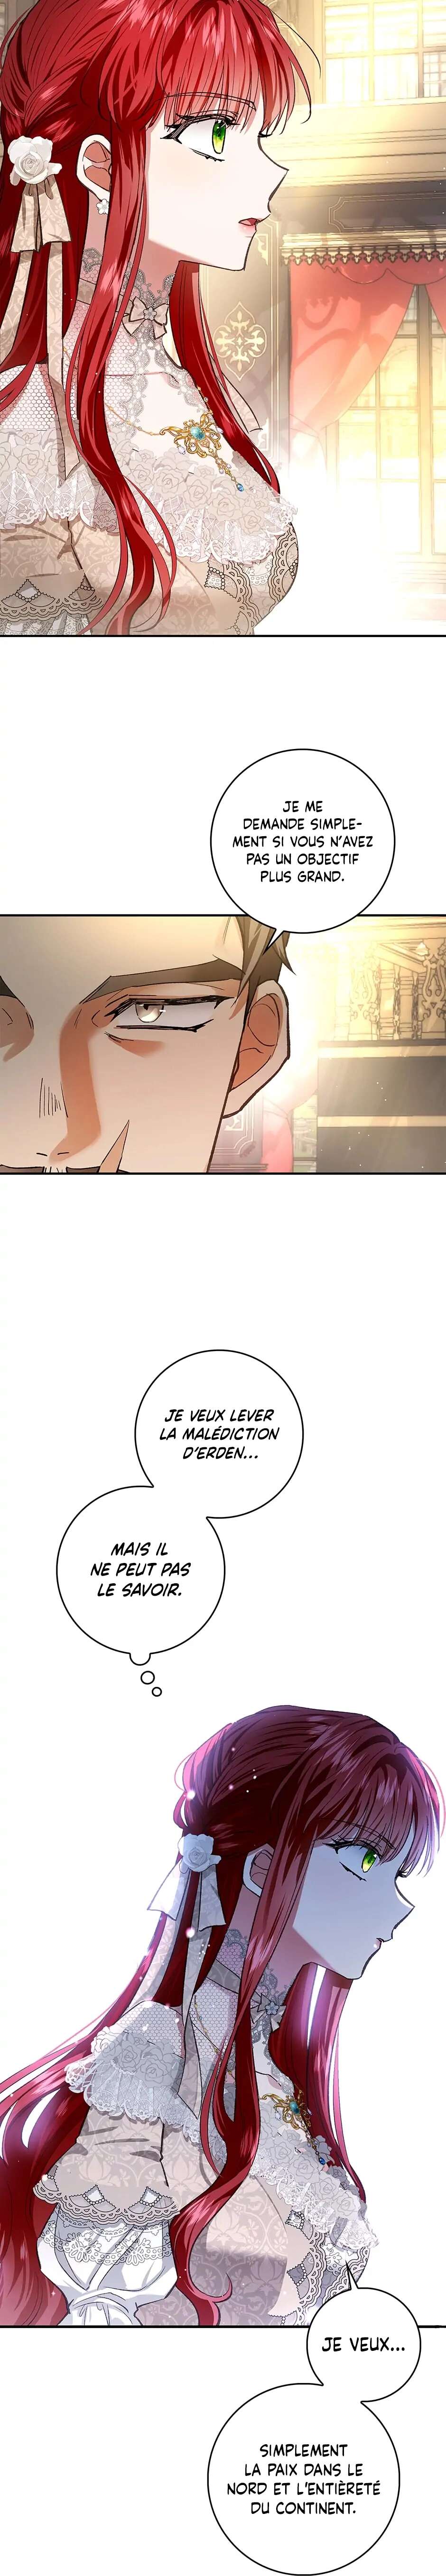 JE ME
DEMANDE SIMPLE-
MENT SI VOUS N'AVEZ
PAS UN OBJECTIF
PLUS GRAND.
JE VEUX LEVER
LA MALÉDICTION
D'ERDEN...
MAIS IL
NE PEUT PAS
LE SAVOIR.
JE VEUX...
SIMPLEMENT
LA PAIX DANS LE
NORD ET L'ENTIÈRETÉ
DU CONTINENT.